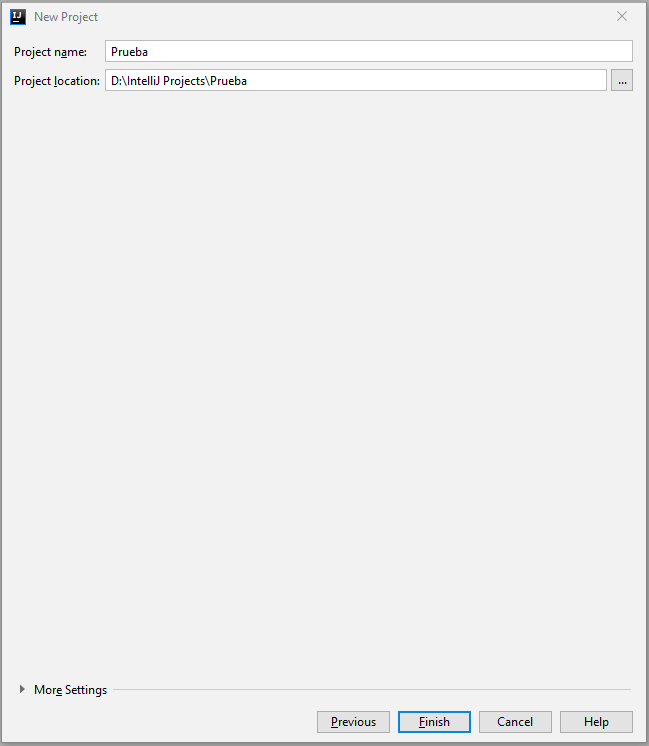 IJ New Project
Project name: Prueba
Project location: D:\IntelliJ Projects\Prueba ...
More Settings
Previous Finish Cancel Help